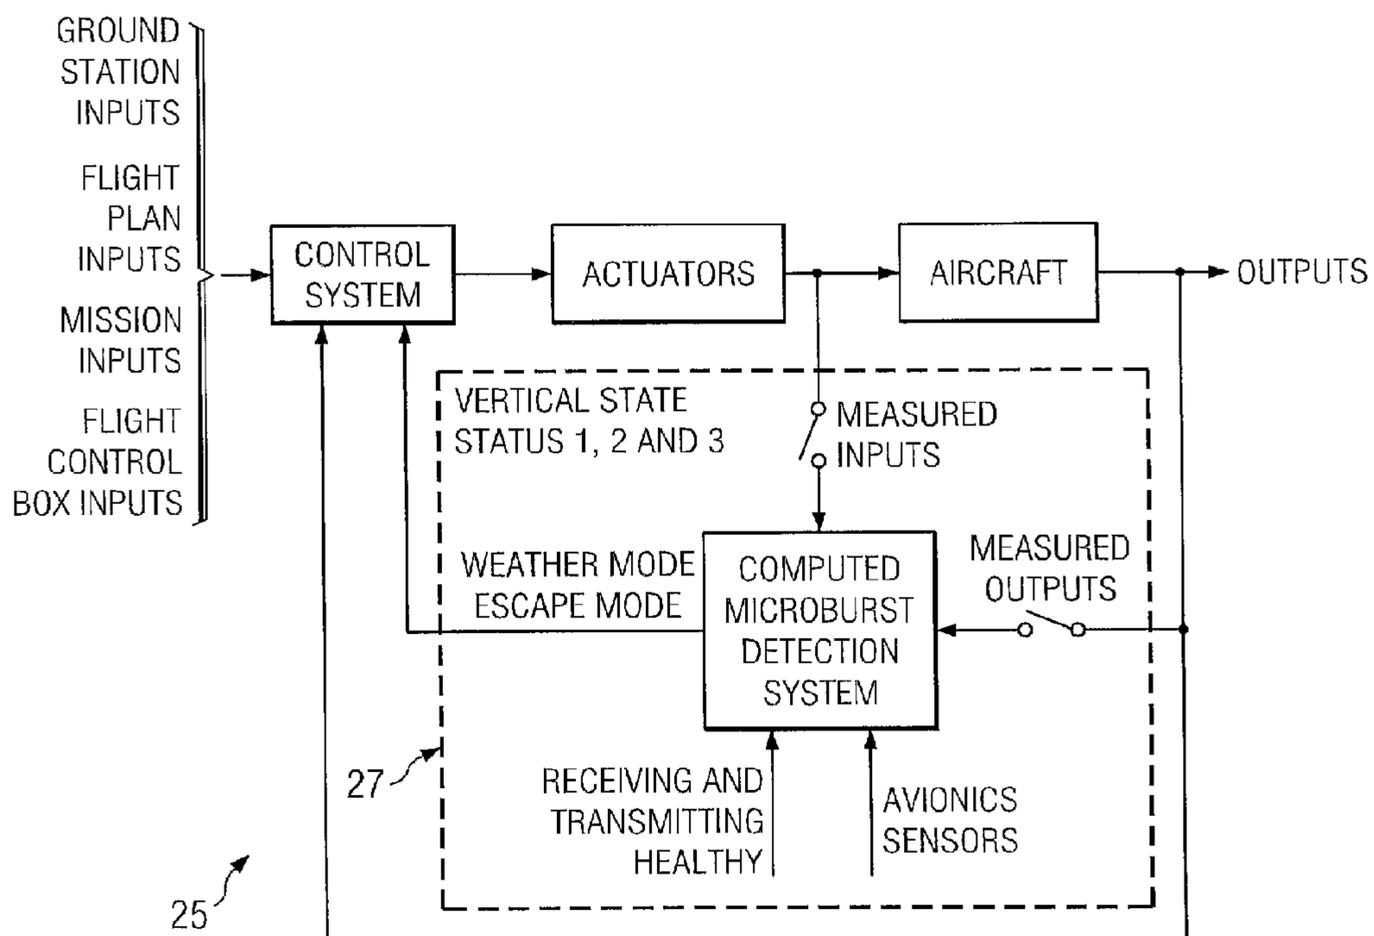 GROUND
STATION
INPUTS
FLIGHT
PLAN
INPUTS
MISSION
INPUTS
FLIGHT
CONTROL
BOX INPUTS
CONTROL
SYSTEM
ACTUATORS
AIRCRAFT
OUTPUTS
VERTICAL STATE
STATUS 1, 2 AND 3
MEASURED
INPUTS
WEATHER MODE
ESCAPE MODE
COMPUTED
MICROBURST
DETECTION
SYSTEM
MEASURED
OUTPUTS
27
RECEIVING AND
TRANSMITTING
HEALTHY
AVIONICS
SENSORS
25